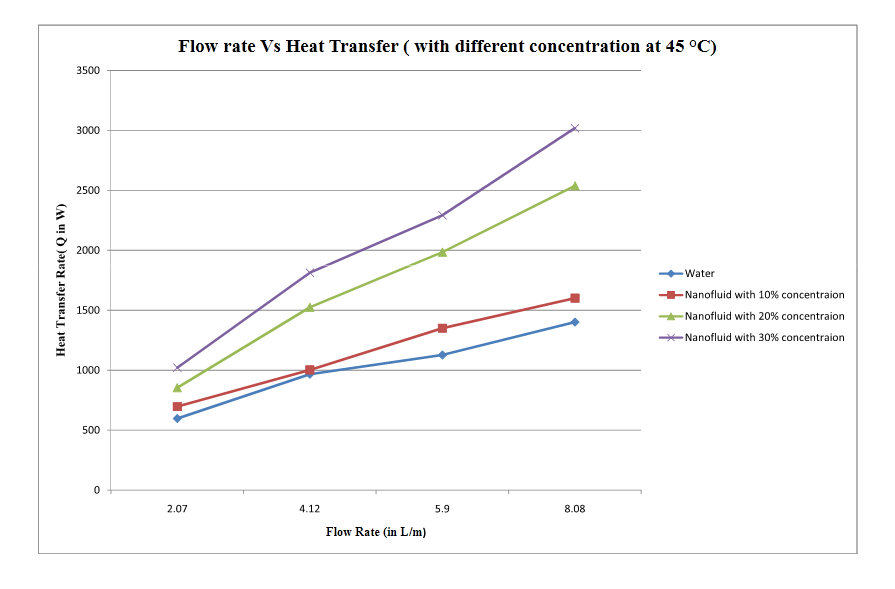 Flow rate Vs Heat Transfer ( with different concentration at 45 °C)
3500
3000
2500
2000
1500
1000
500
0
Heat Transfer Rate( Q in W)
2.07 4.12 5.9 8.08
Flow Rate (in L/m)
Water
Nanofluid with 10% concentraion
Nanofluid with 20% concentraion
Nanofluid with 30% concentraion